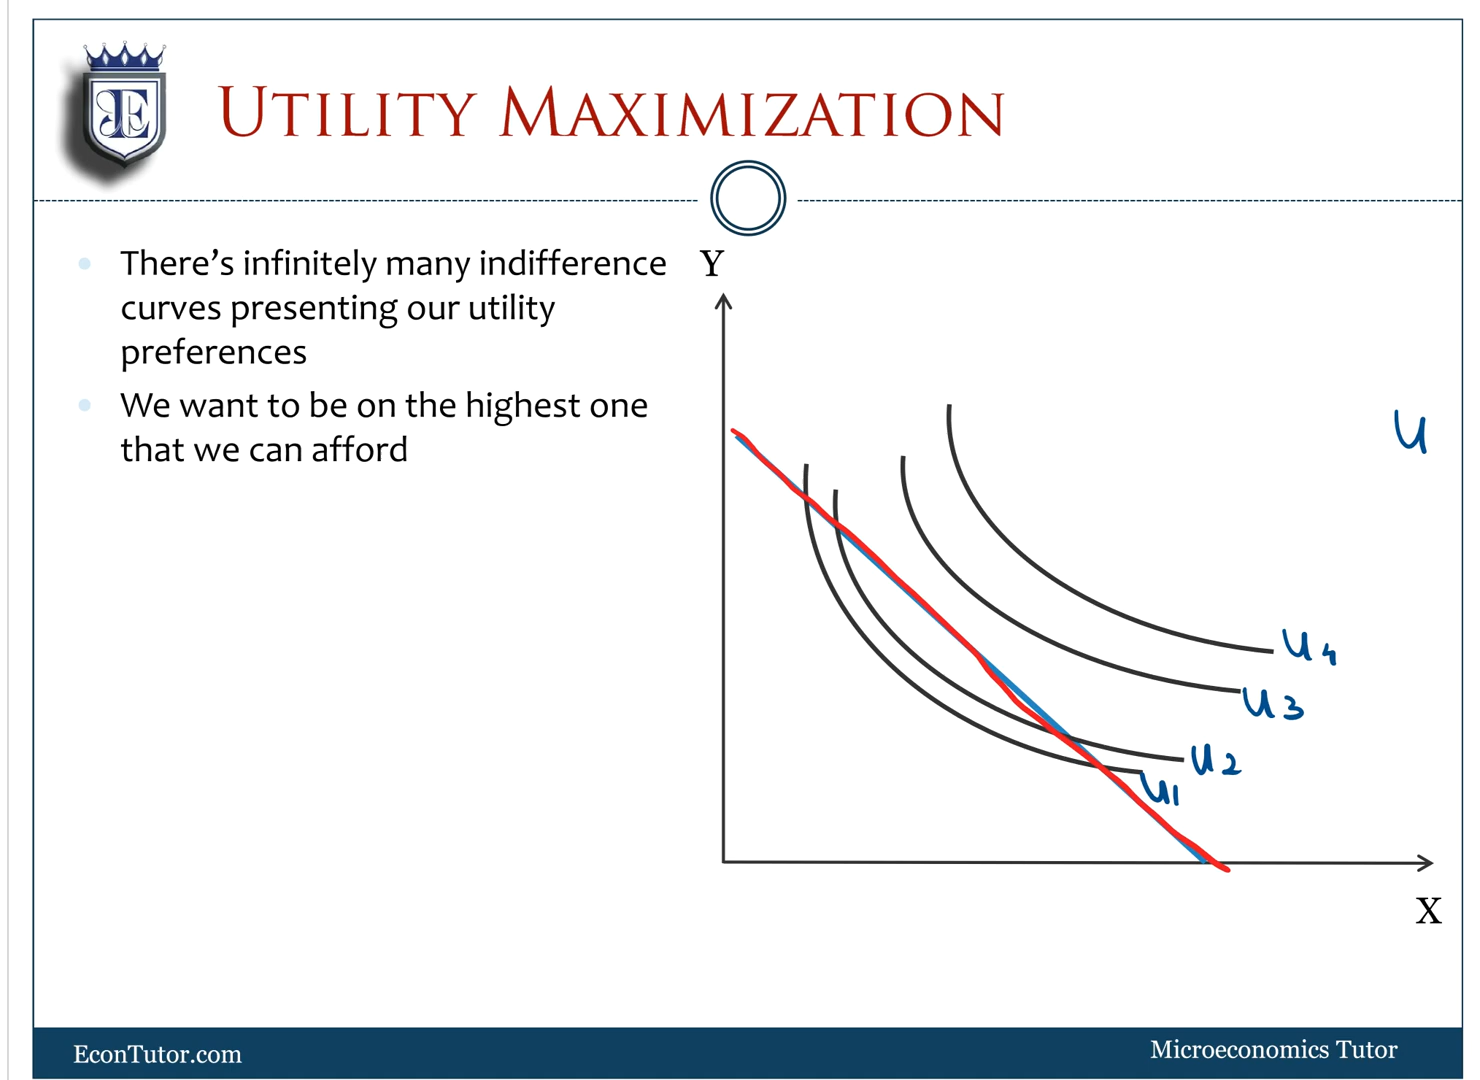 UTILITY MAXIMIZATION
There's infinitely many indifference
curves presenting our utility
preferences
We want to be on the highest one
that we can afford
Y
U
U4
U3
U2
U1
X
EconTutor.com
Microeconomics Tutor